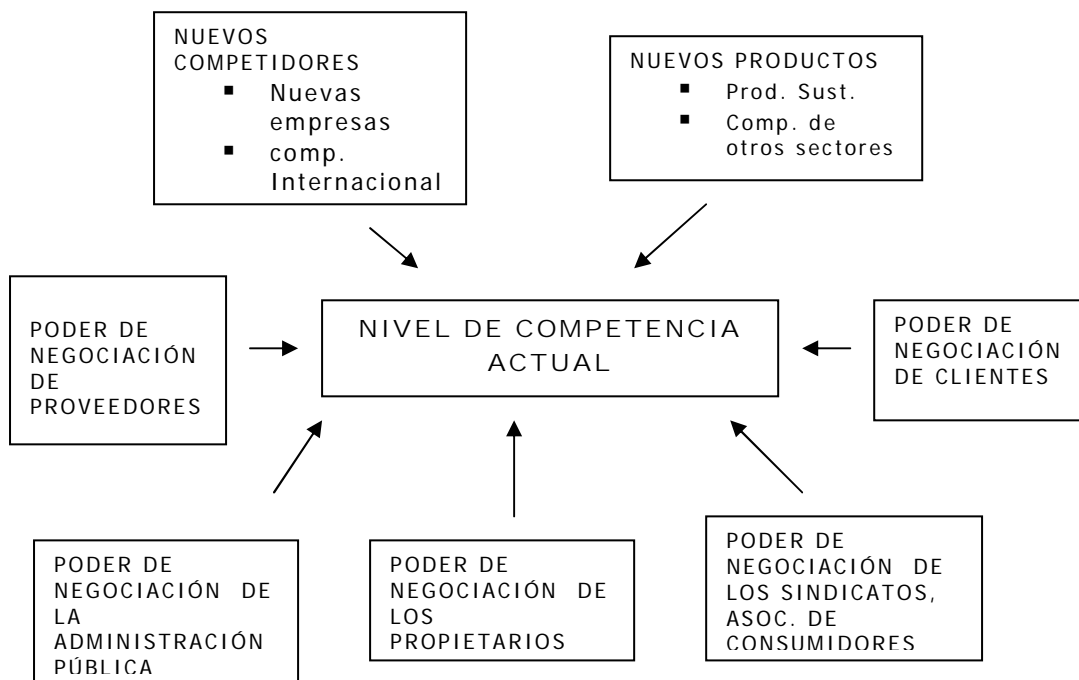 NUEVOS
COMPETIDORES
▪ Nuevas
empresas
▪ comp.
Internacional
NUEVOS PRODUCTOS
▪ Prod. Sust.
▪ Comp. de
otros sectores
PODER DE
NEGOCIACIÓN
DE
PROVEEDORES
NIVEL DE COMPETENCIA
ACTUAL
PODER DE
NEGOCIACIÓN
DE CLIENTES
PODER DE
NEGOCIACIÓN DE
LA
ADMINISTRACIÓN
PÚBLICA
PODER DE
NEGOCIACIÓN DE
LOS
PROPIETARIOS
PODER DE
NEGOCIACIÓN DE
LOS SINDICATOS,
ASOC. DE
CONSUMIDORES